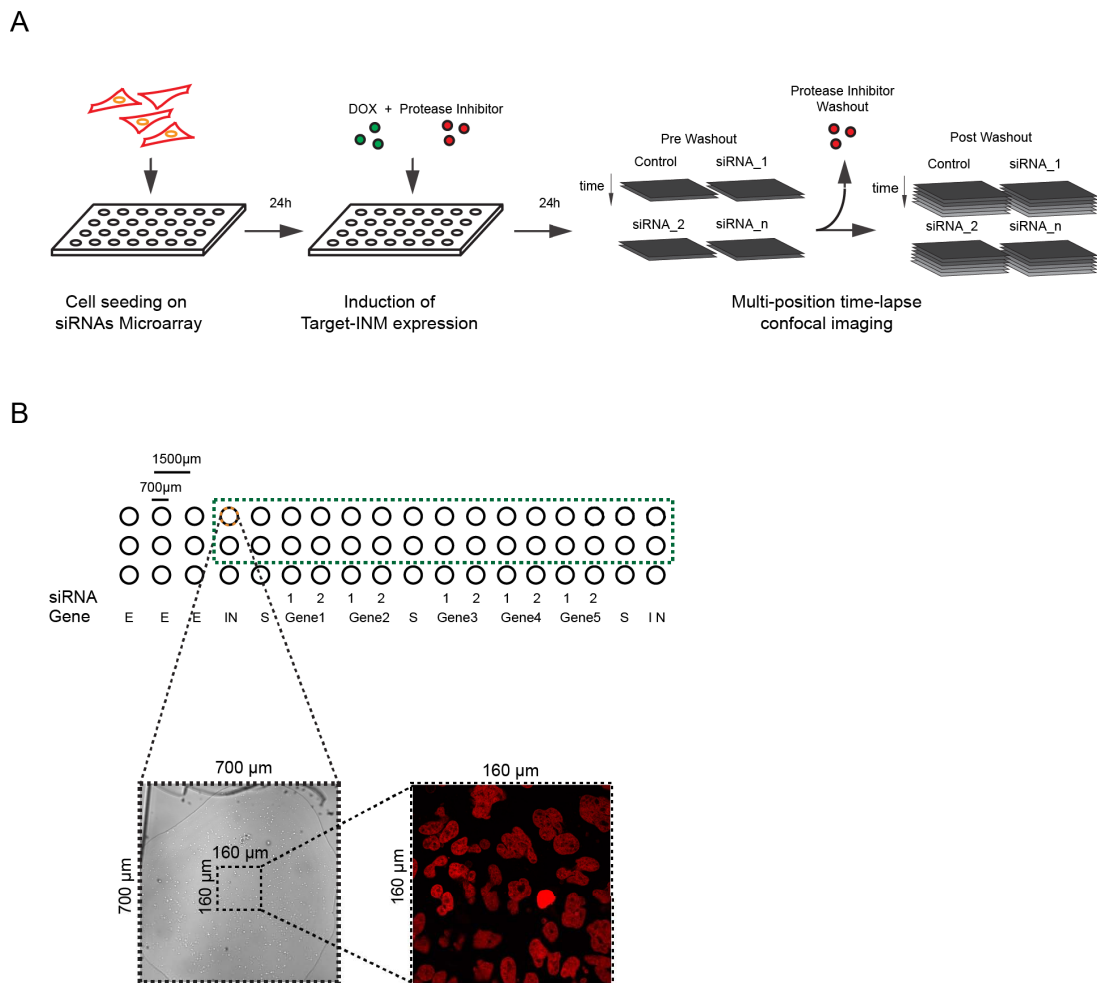 A
DOX + Protease Inhibitor
24h
24h
Cell seeding on
siRNAs Microarray
Induction of
Target-INM expression
Protease Inhibitor
Washout
Pre Washout
Control siRNA_1
time
siRNA_2 siRNA_n
Post Washout
Control siRNA_1
time
siRNA_2 siRNA_n
Multi-position time-lapse
confocal imaging
B
1500µm
700µm
siRNA 1 2 1 2 1 2 1 2 1 2
Gene E E E IN S Gene1 Gene2 S Gene3 Gene4 Gene5 S I N
700 µm
700 µm
160 µm
160 µm
160 µm
160 µm